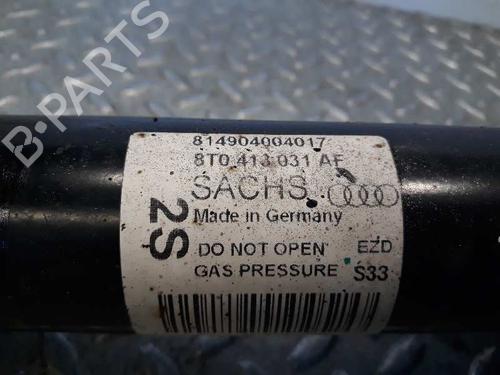 B-PARTS
814904004017
8T0 413 031 AF
SACHS
Made in Germany
2S
DO NOT OPEN EZD
GAS PRESSURE S33